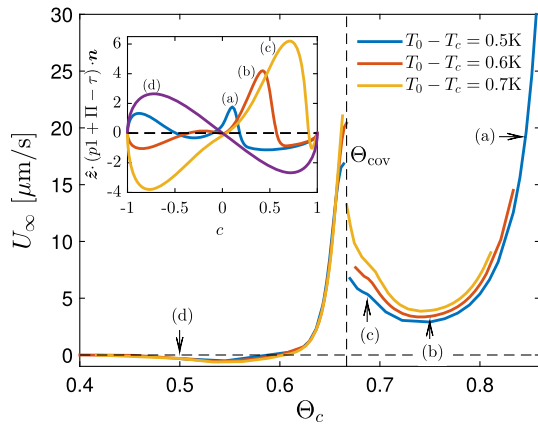 30
25
20
15
10
5
0
U∞ [μm/s]
0.4
0.5
0.6
0.7
0.8
Θc
T0 − Tc = 0.5K
T0 − Tc = 0.6K
T0 − Tc = 0.7K
Θcov
(a)
(b)
(c)
(d)
6
4
2
0
-2
-4
ẑ · (p1 + Π − τ) · n
-1
-0.5
0
0.5
1
c
(a)
(b)
(c)
(d)